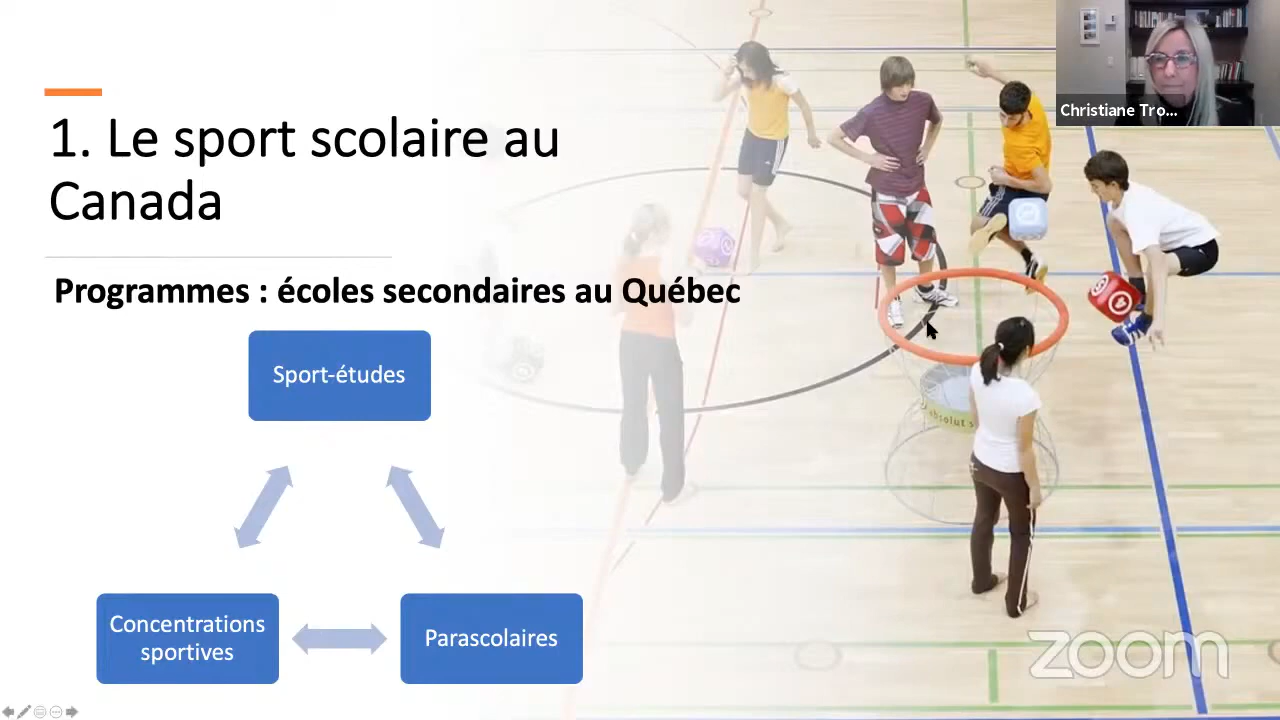 1. Le sport scolaire au
Canada
Programmes : écoles secondaires au Québec
Sport-études
Concentrations
sportives
Parascolaires
Christiane Tro...
absolut s
zoom